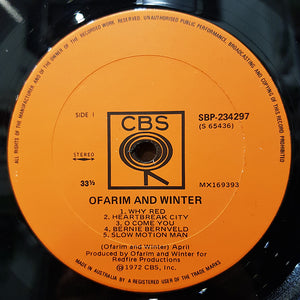 ALL RIGHTS OF THE MANUFACTURER AND OF THE OWNER OF THE RECORDED WORK RESERVED. UNAUTHORISED PUBLIC PERFORMANCE, BROADCASTING AND COPYING OF THIS RECORD PROHIBITED
SIDE 1
CBS
SBP-234297
(S 65436)
STEREO
33⅓
MX169393
OFARIM AND WINTER
1. WHY RED
2. HEARTBREAK CITY
3. O COME YOU
4. BERNIE BERNVELD
5. SLOW MOTION MAN
(Ofarim and Winter) April
Produced by Ofarim and Winter for
Redfire Productions
Ⓟ1972 CBS, Inc.
MADE IN AUSTRALIA BY A REGISTERED USER OF THE TRADE MARKS